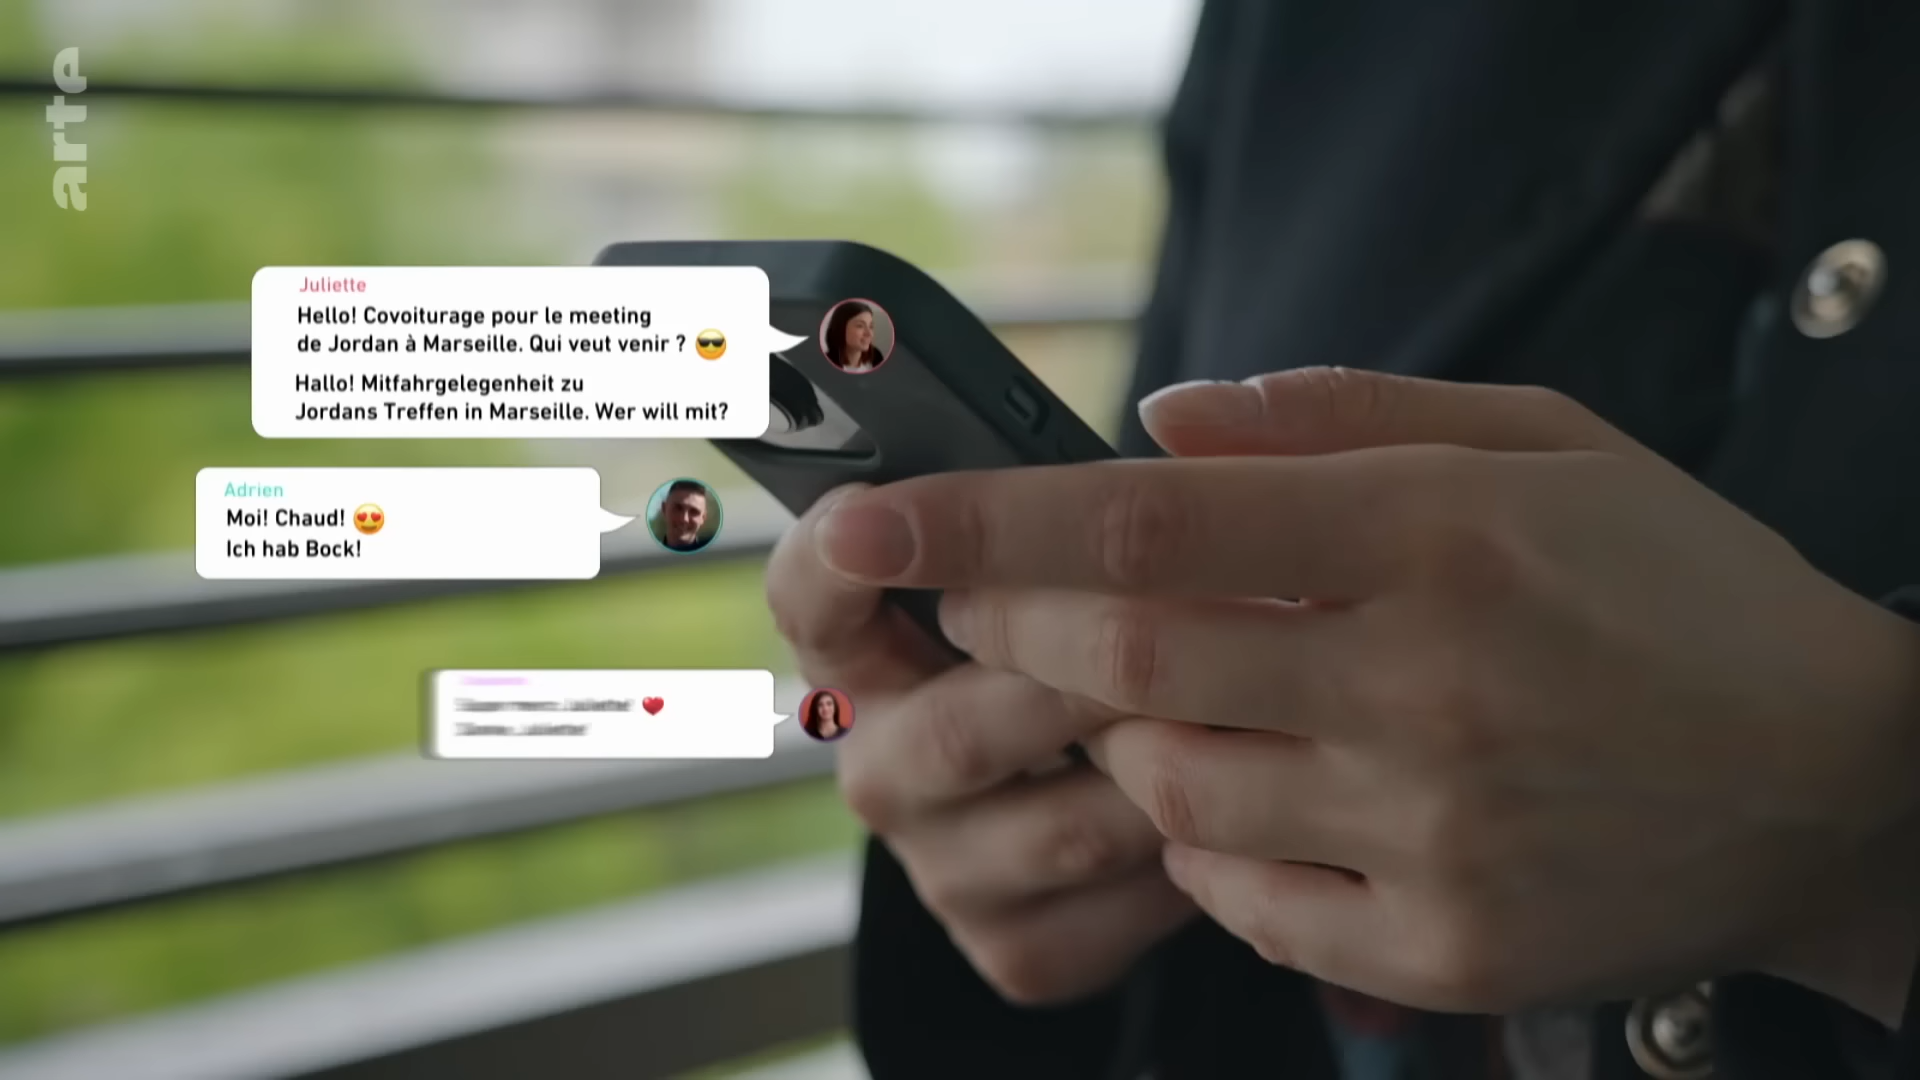 arte
Juliette
Hello! Covoiturage pour le meeting
de Jordan à Marseille. Qui veut venir ? 😎
Hallo! Mitfahrgelegenheit zu
Jordans Treffen in Marseille. Wer will mit?
Adrien
Moi! Chaud! 😍
Ich hab Bock!